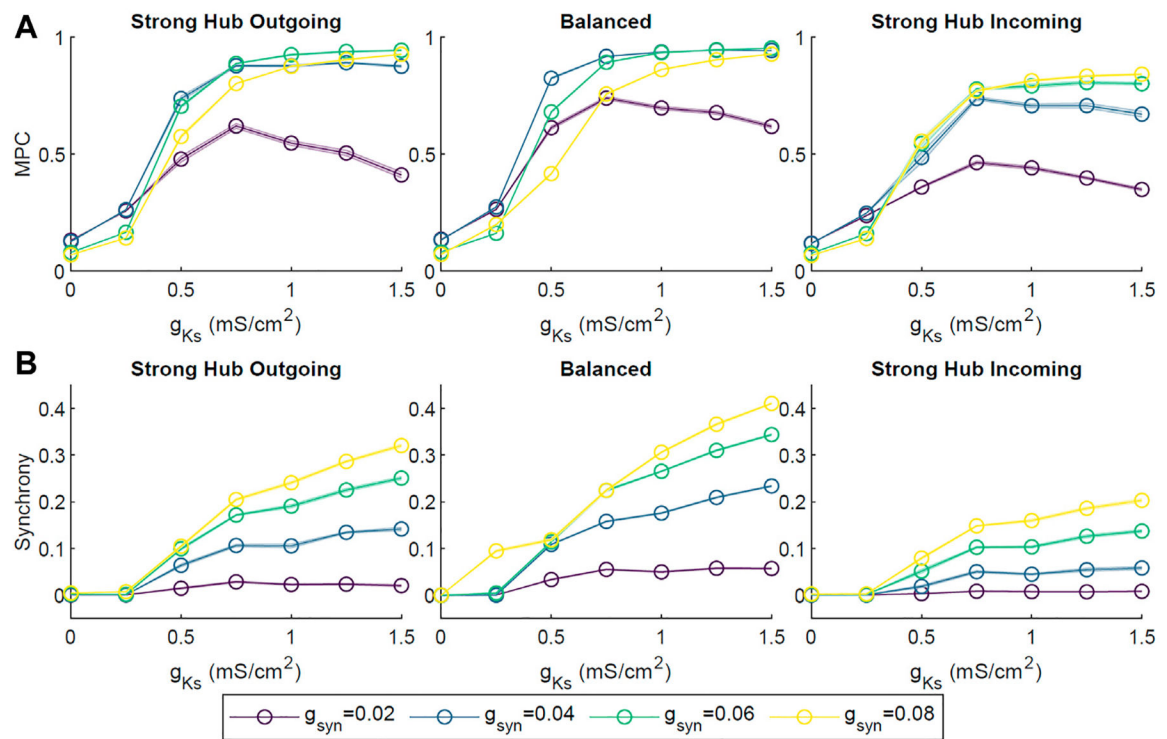 A
Strong Hub Outgoing Balanced Strong Hub Incoming
MPC
1 1 1
0.5 0.5 0.5
0 0 0
0 0.5 1 1.5 0 0.5 1 1.5 0 0.5 1 1.5
gKs (mS/cm2) gKs (mS/cm2) gKs (mS/cm2)
B
Strong Hub Outgoing Balanced Strong Hub Incoming
Synchrony
0.4 0.4 0.4
0.3 0.3 0.3
0.2 0.2 0.2
0.1 0.1 0.1
0 0 0
0 0.5 1 1.5 0 0.5 1 1.5 0 0.5 1 1.5
gKs (mS/cm2) gKs (mS/cm2) gKs (mS/cm2)
gsyn=0.02 gsyn=0.04 gsyn=0.06 gsyn=0.08